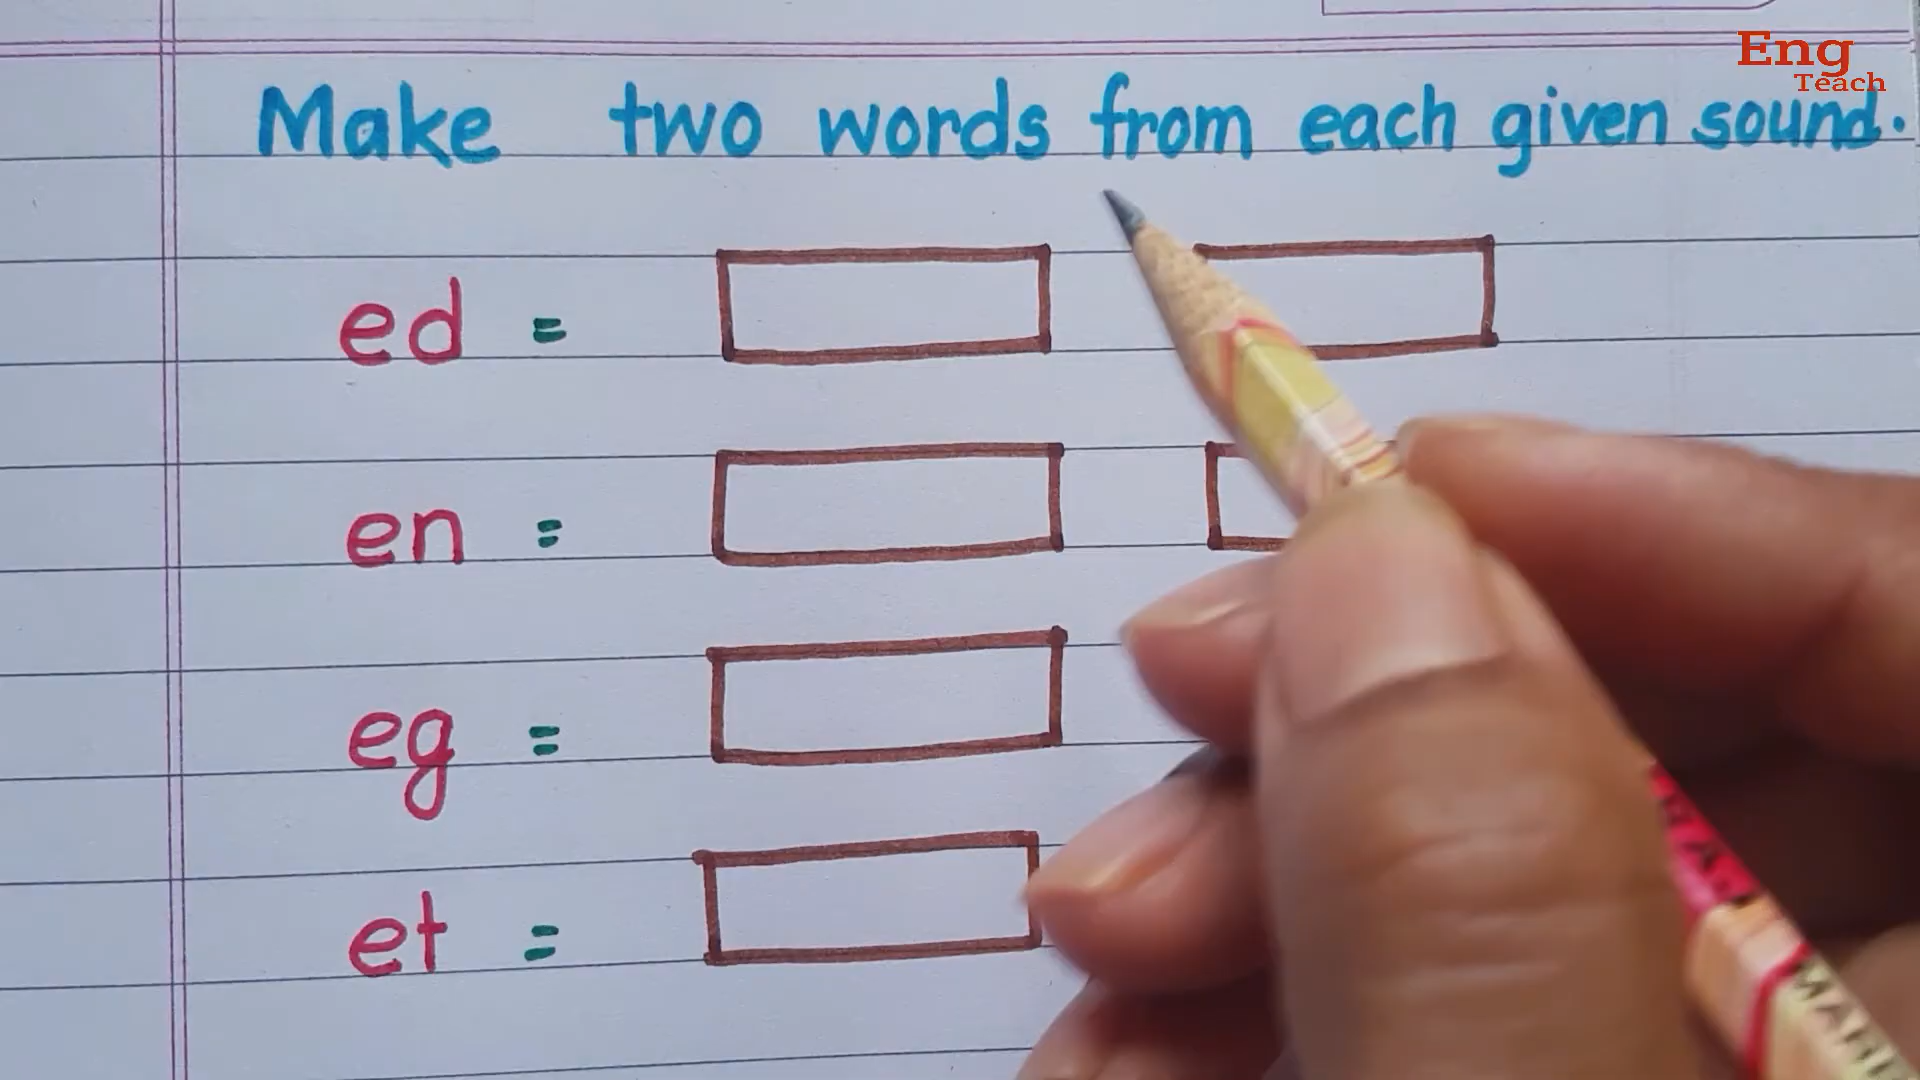 Eng
Teach
Make two words from each given sound.
ed =
en =
eg =
et =